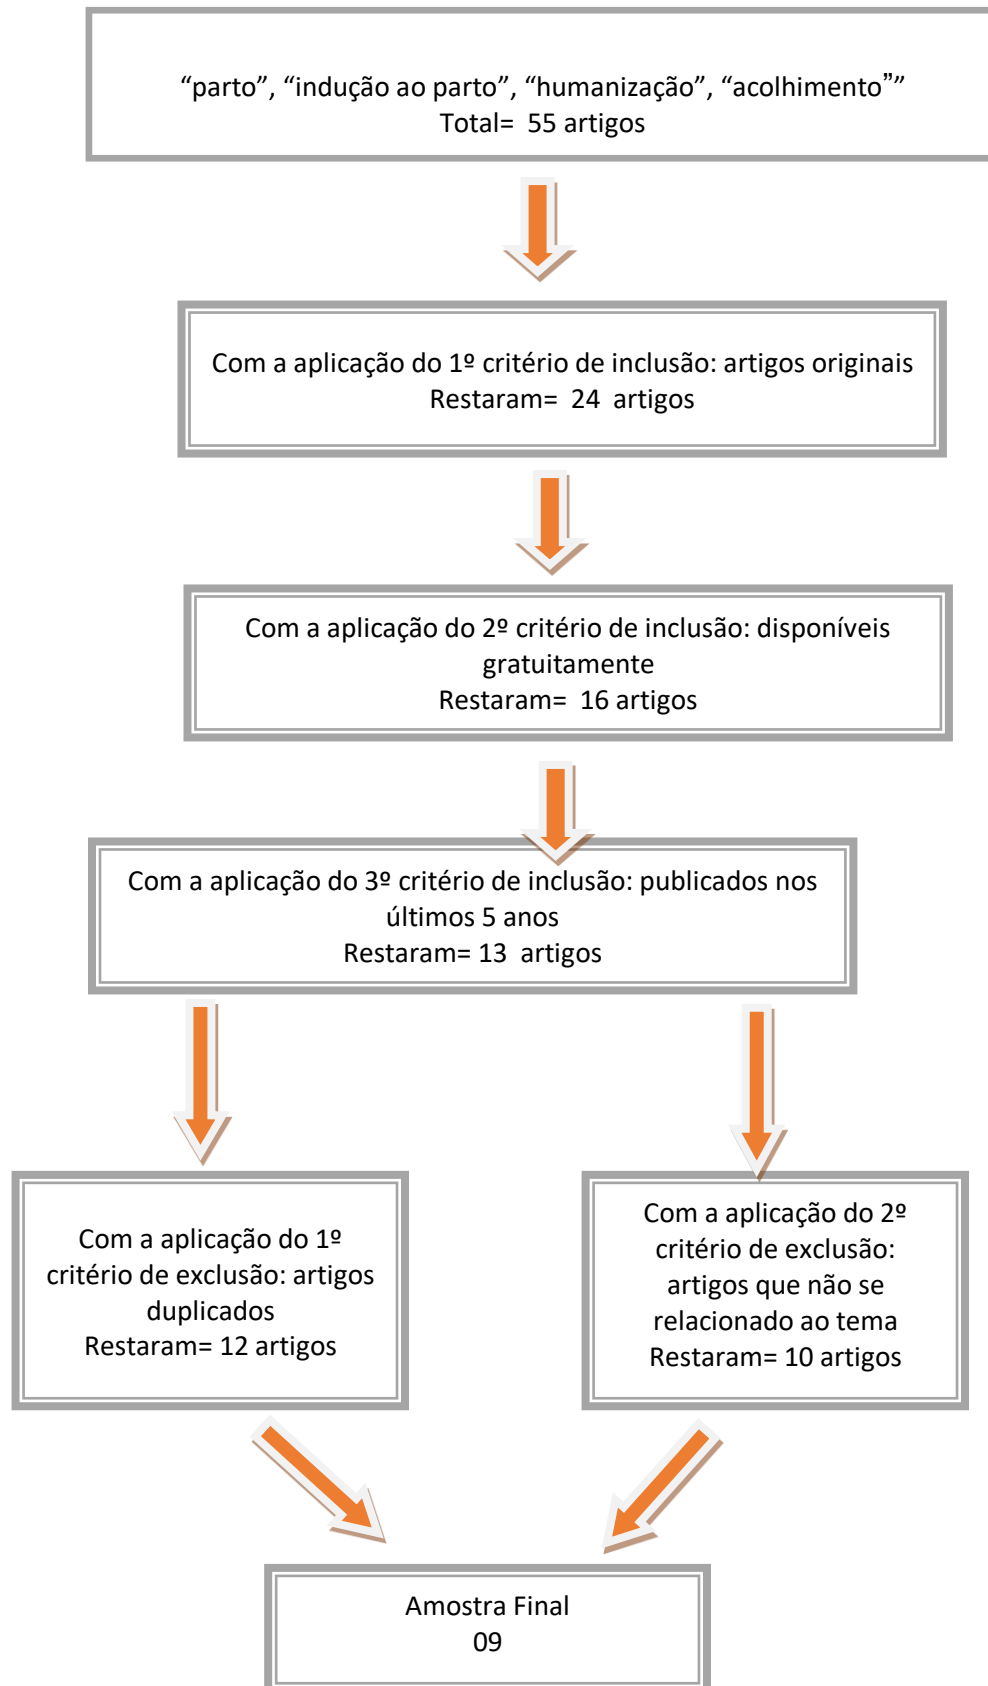 “parto”, “indução ao parto”, “humanização”, “acolhimento””
Total= 55 artigos
Com a aplicação do 1º critério de inclusão: artigos originais
Restaram= 24 artigos
Com a aplicação do 2º critério de inclusão: disponíveis
gratuitamente
Restaram= 16 artigos
Com a aplicação do 3º critério de inclusão: publicados nos
últimos 5 anos
Restaram= 13 artigos
Com a aplicação do 1º
critério de exclusão: artigos
duplicados
Restaram= 12 artigos
Com a aplicação do 2º
critério de exclusão:
artigos que não se
relacionado ao tema
Restaram= 10 artigos
Amostra Final
09